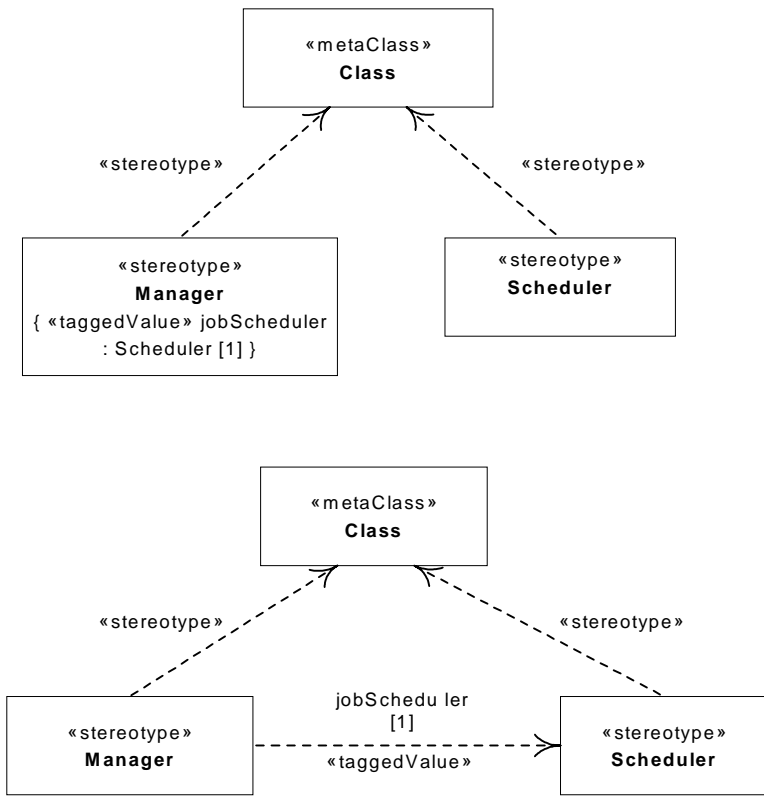 «metaClass»
Class
«stereotype»
«stereotype»
«stereotype»
Manager
{ «taggedValue» jobScheduler
: Scheduler [1] }
«stereotype»
Scheduler
«metaClass»
Class
«stereotype»
«stereotype»
«stereotype»
Manager
jobSchedu ler
[1]
«taggedValue»
«stereotype»
Scheduler